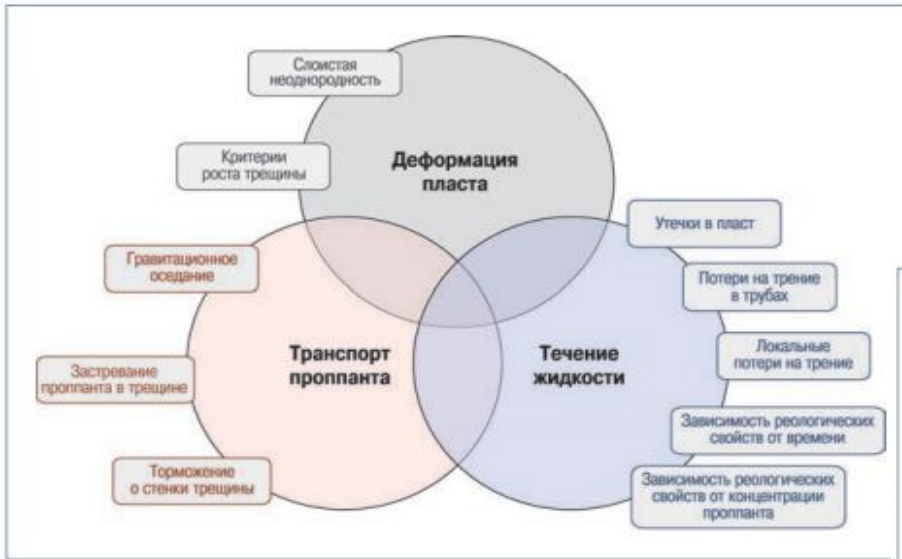 Слоистая
неоднородность
Критерии
роста трещины
Деформация
пласта
Утечки в пласт
Гравитационное
оседание
Потери на трение
в трубах
Транспорт
проппанта
Течение
жидкости
Локальные
потери на трение
Застревание
проппанта в трещине
Зависимость реологических
свойств от времени
Торможение
о стенки трещины
Зависимость реологических
свойств от концентрации
проппанта